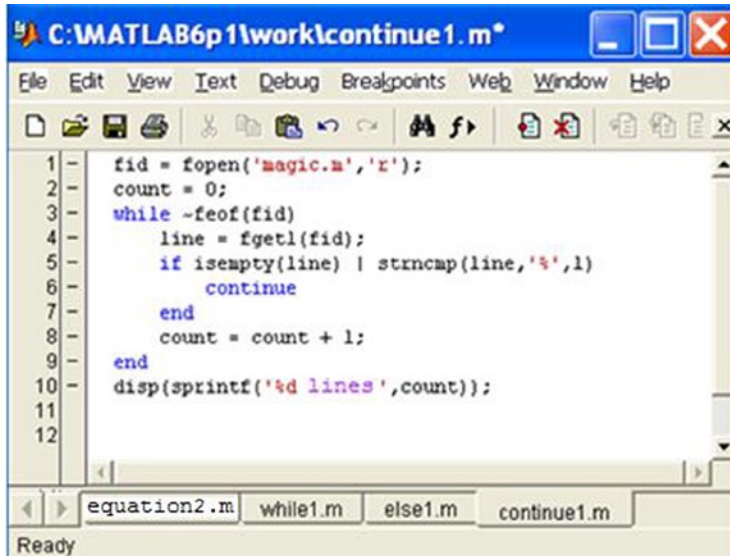 C:\MATLAB6p1\work\continue1.m*
File Edit View Text Debug Breakpoints Web Window Help
1 - fid = fopen('magic.m','r');
2 - count = 0;
3 - while ~feof(fid)
4 - line = fgetl(fid);
5 - if isempty(line) | strncmp(line,'%',1)
6 - continue
7 - end
8 - count = count + 1;
9 - end
10 - disp(sprintf('%d lines',count));
11
12
equation2.m while1.m else1.m continue1.m
Ready